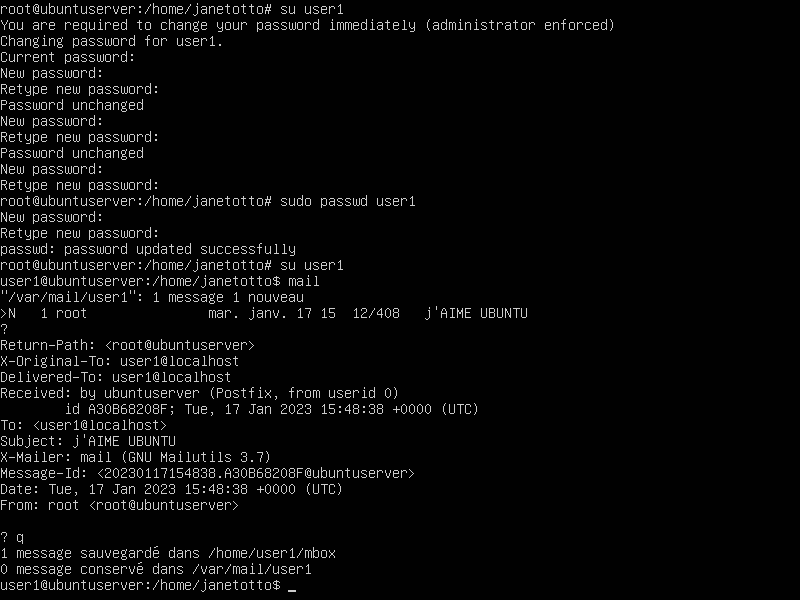 root@ubuntuserver:/home/janetotto# su user1
You are required to change your password immediately (administrator enforced)
Changing password for user1.
Current password:
New password:
Retype new password:
Password unchanged
New password:
Retype new password:
Password unchanged
New password:
Retype new password:
root@ubuntuserver:/home/janetotto# sudo passwd user1
New password:
Retype new password:
passwd: password updated successfully
root@ubuntuserver:/home/janetotto# su user1
user1@ubuntuserver:/home/janetotto$ mail
"/var/mail/user1": 1 message 1 nouveau
>N   1 root               mar. janv. 17 15  12/408   j'AIME UBUNTU
?
Return-Path: <root@ubuntuserver>
X-Original-To: user1@localhost
Delivered-To: user1@localhost
Received: by ubuntuserver (Postfix, from userid 0)
        id A30B68208F; Tue, 17 Jan 2023 15:48:38 +0000 (UTC)
To: <user1@localhost>
Subject: j'AIME UBUNTU
X-Mailer: mail (GNU Mailutils 3.7)
Message-Id: <20230117154838.A30B68208F@ubuntuserver>
Date: Tue, 17 Jan 2023 15:48:38 +0000 (UTC)
From: root <root@ubuntuserver>

? q
1 message sauvegardé dans /home/user1/mbox
0 message conservé dans /var/mail/user1
user1@ubuntuserver:/home/janetotto$ _